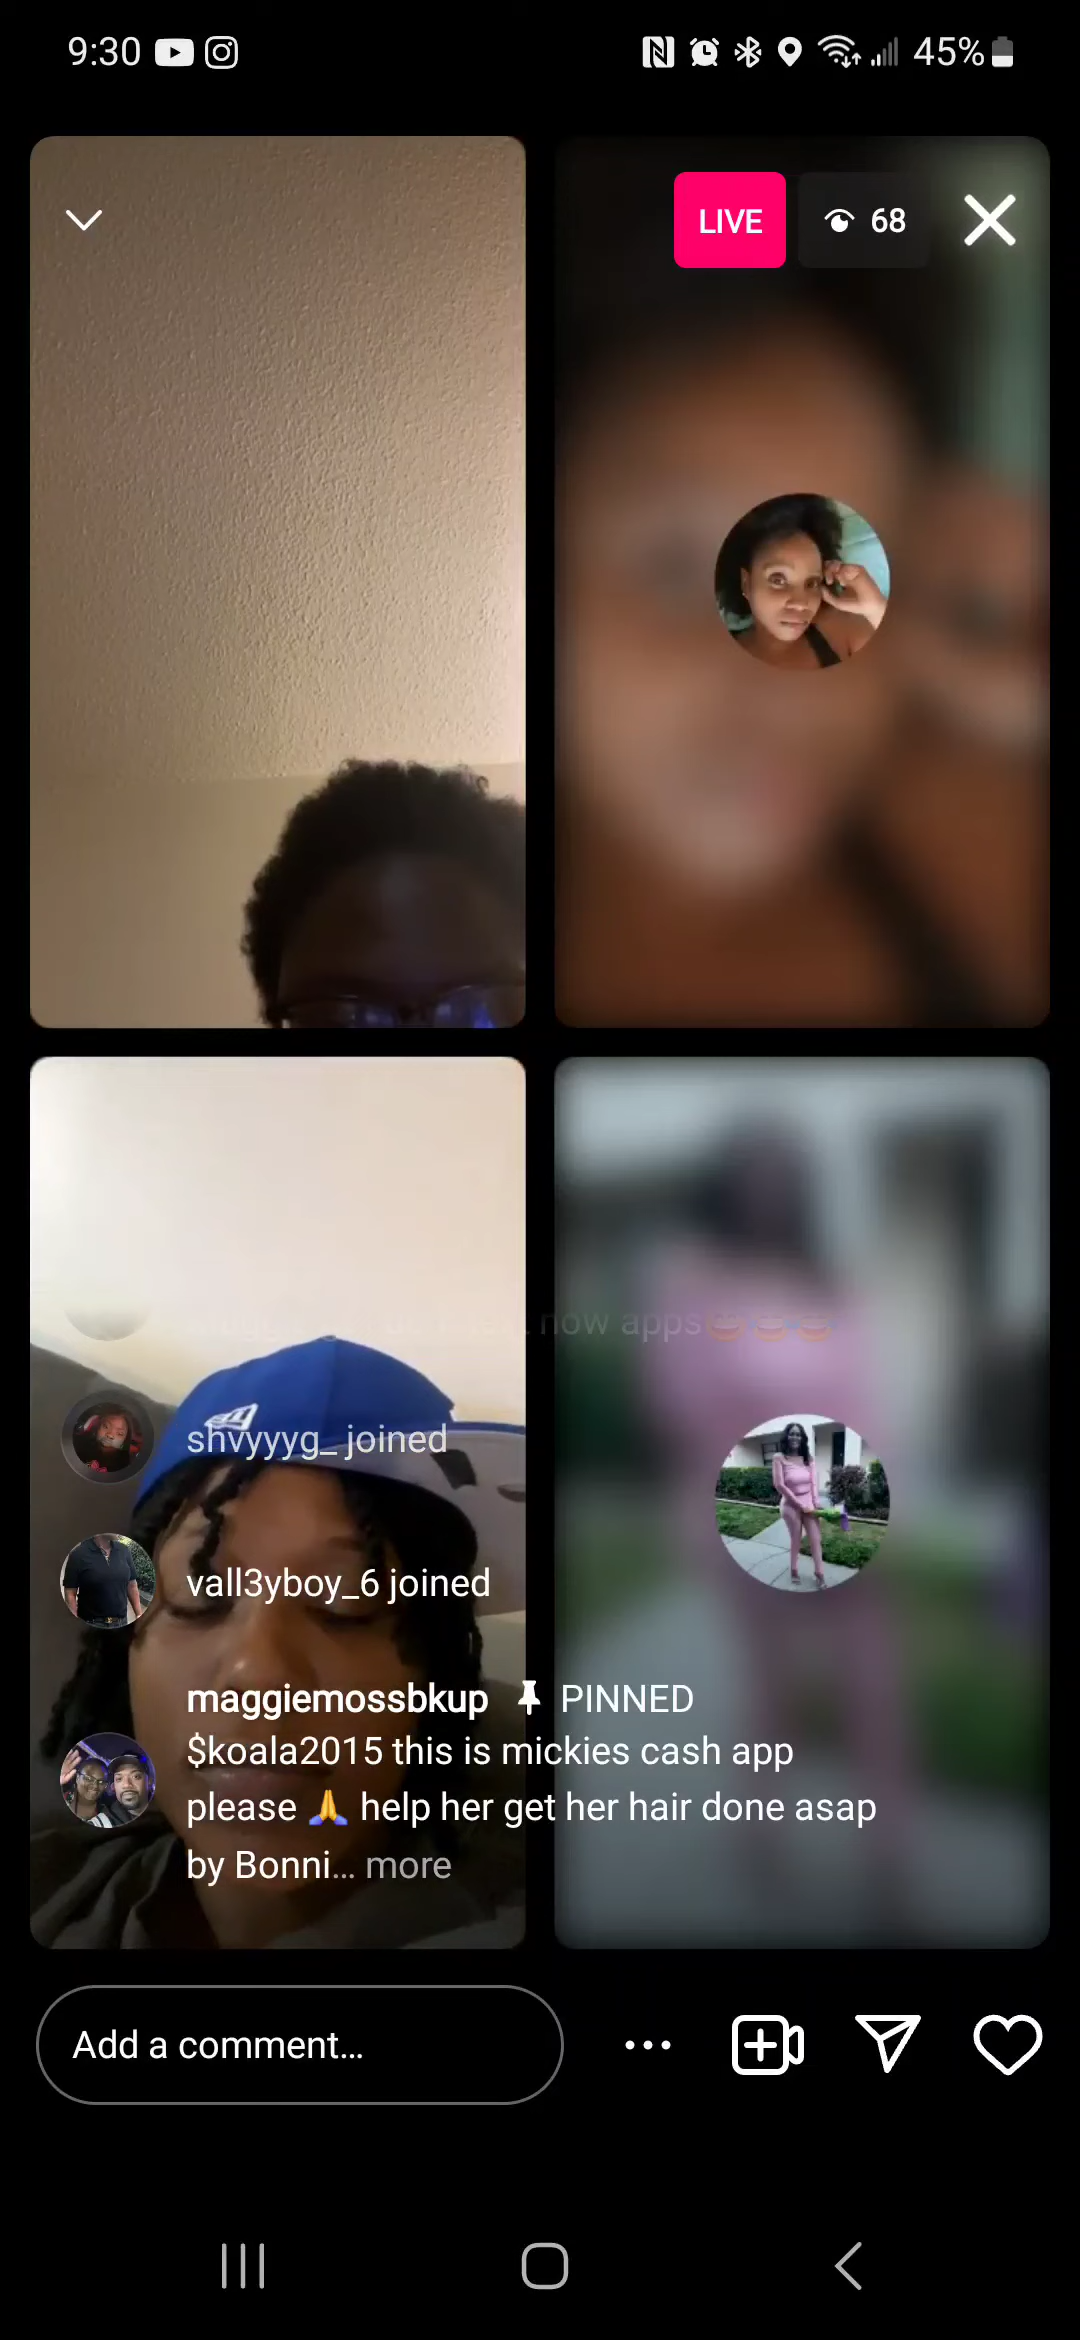 9:30 45%
LIVE 68
now apps
shvyyyg_ joined
vall3yboy_6 joined
maggiemossbkup PINNED
$koala2015 this is mickies cash app
please 🙏 help her get her hair done asap
by Bonni... more
Add a comment...